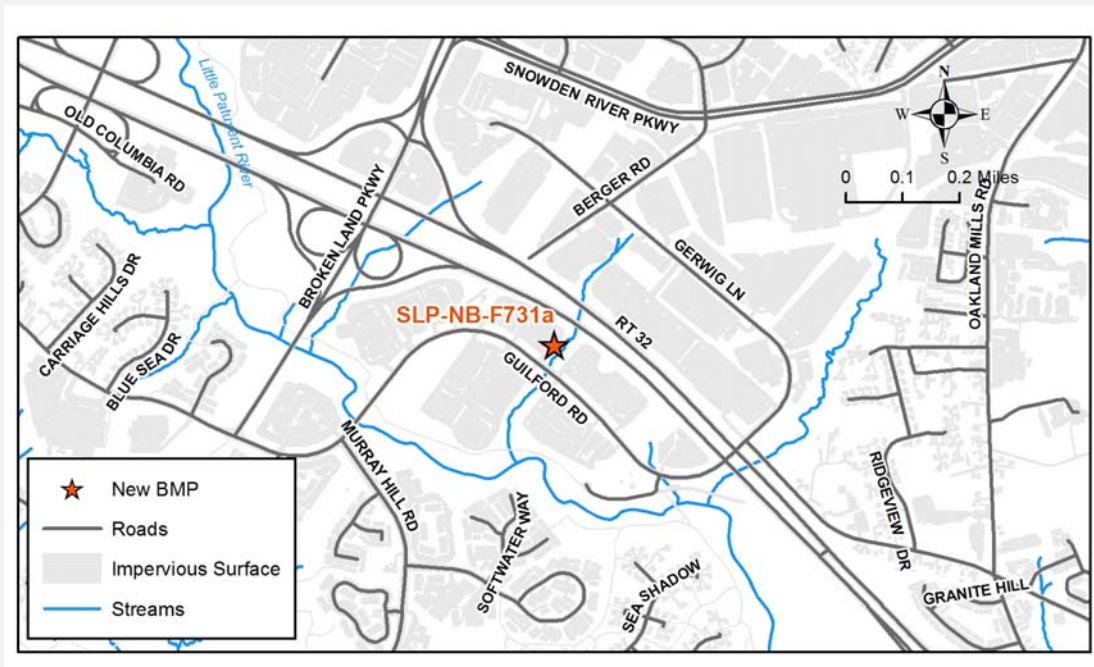 SNOWDEN RIVER PKWY
N
W
E
S
0 0.1 0.2 Miles
Little Patuxent River
OLD COLUMBIA RD
BROKEN LAND PKWY
BERGER RD
GERWIG LN
OAKLAND MILLS RD
CARRIAGE HILLS DR
BLUE SEA DR
SLP-NB-F731a
RT 32
GUILFORD RD
MURRAY HILL RD
RIDGEVIEW DR
SOFTWATER WAY
SEA SHADOW
GRANITE HILL
New BMP
Roads
Impervious Surface
Streams